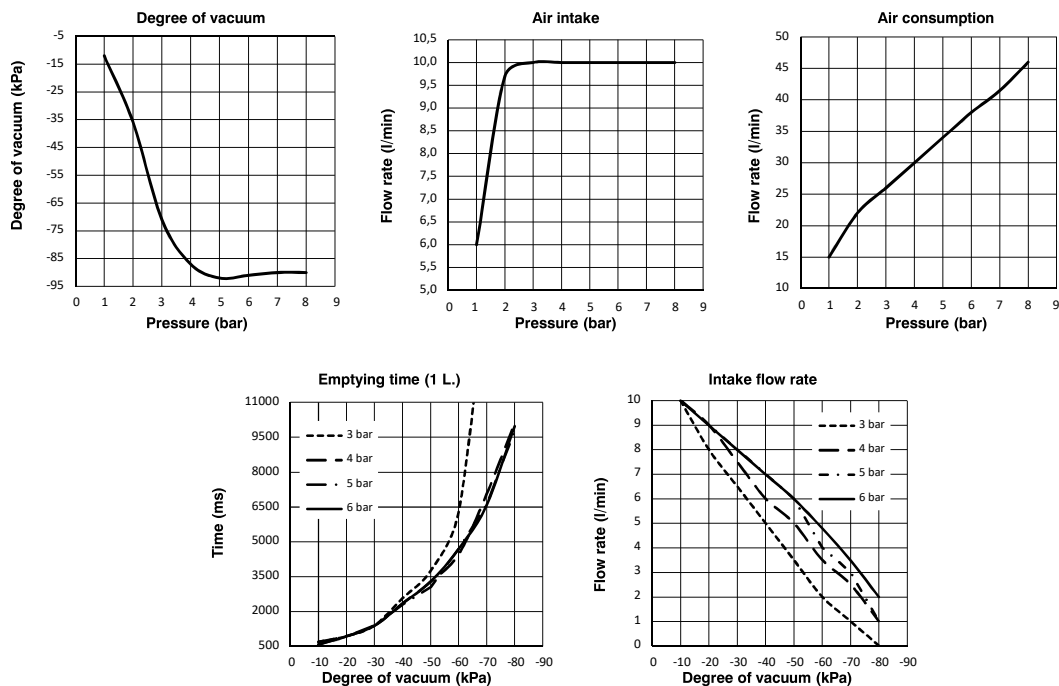 Degree of vacuum
Degree of vacuum (kPa)
-5
-15
-25
-35
-45
-55
-65
-75
-85
-95
0 1 2 3 4 5 6 7 8 9
Pressure (bar)
Air intake
Flow rate (l/min)
10,5
10,0
9,5
9,0
8,5
8,0
7,5
7,0
6,5
6,0
5,5
5,0
0 1 2 3 4 5 6 7 8 9
Pressure (bar)
Air consumption
Flow rate (l/min)
50
45
40
35
30
25
20
15
10
0 1 2 3 4 5 6 7 8 9
Pressure (bar)
Emptying time (1 L.)
Time (ms)
11000
9500
8000
6500
5000
3500
2000
500
3 bar
4 bar
5 bar
6 bar
0 -10 -20 -30 -40 -50 -60 -70 -80 -90
Degree of vacuum (kPa)
Intake flow rate
Flow rate (l/min)
10
9
8
7
6
5
4
3
2
1
0
3 bar
4 bar
5 bar
6 bar
0 -10 -20 -30 -40 -50 -60 -70 -80 -90
Degree of vacuum (kPa)